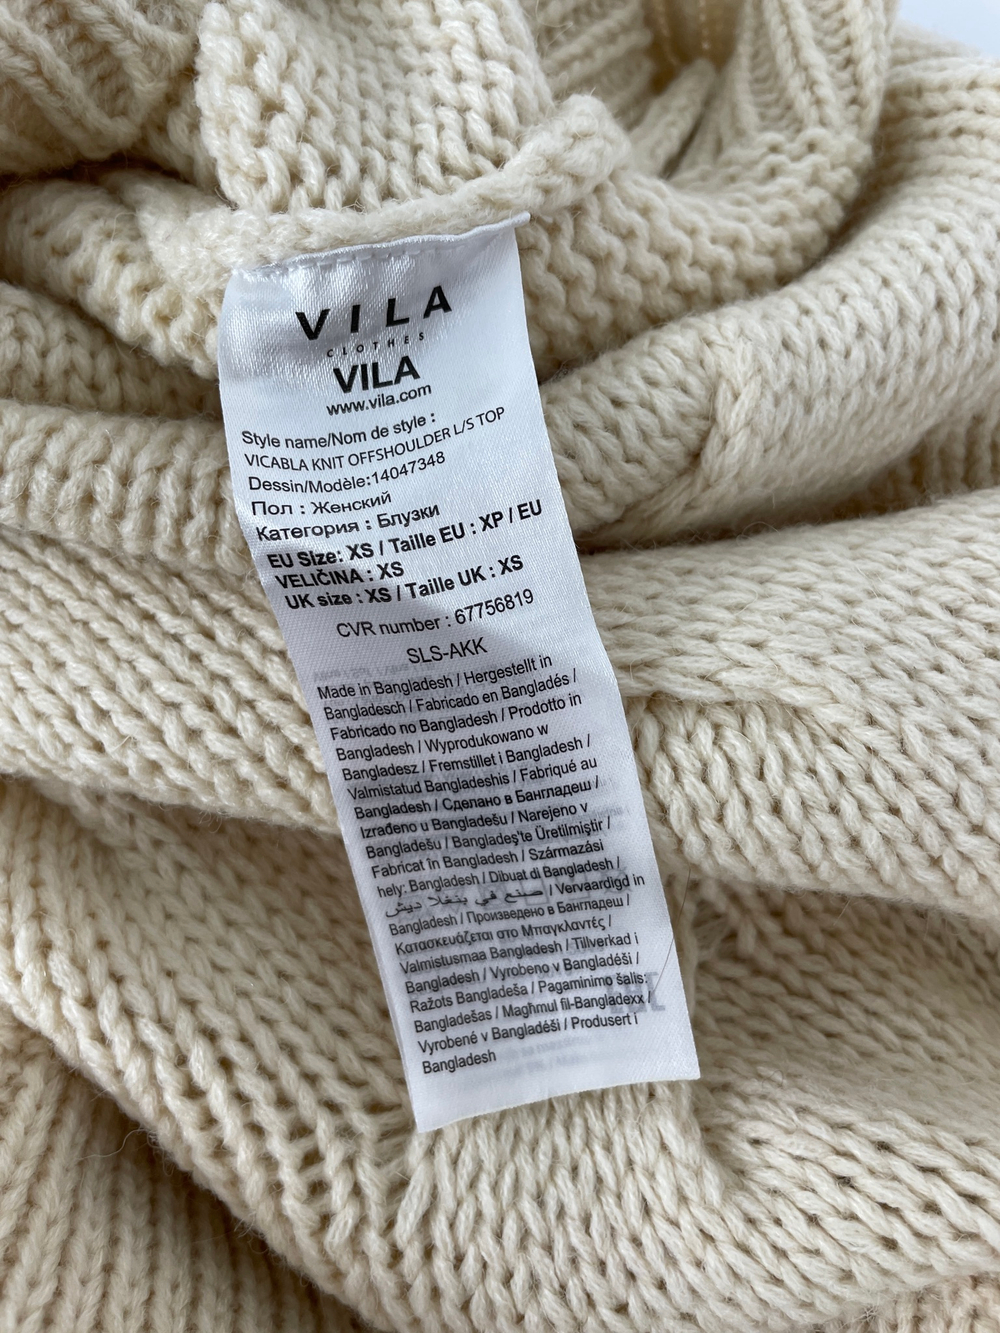 VILA
CLOTHES
VILA
www.vila.com
Style name/Nom de style :
VICABLA KNIT OFFSHOULDER L/S TOP
Dessin/Modèle:14047348
Пол : Женский
Категория : Блузки
EU Size: XS / Taille EU : XP / EU
VELIČINA : XS
UK size : XS / Taille UK : XS
CVR number : 67756819
SLS-AKK
Made in Bangladesh / Hergestellt in
Bangladesch / Fabricado en Bangladés /
Fabricado no Bangladesh / Prodotto in
Bangladesh / Wyprodukowano w
Bangladesz / Fremstillet i Bangladesh /
Valmistatud Bangladeshis / Fabriqué au
Bangladesh / Сделано в Бангладеш /
Izrađeno u Bangladešu / Narejeno v
Bangladešu / Bangladeş'te Üretilmiştir /
Fabricat în Bangladesh / Származási
hely: Bangladesh / Dibuat di Bangladesh /
صنع في بنغلا ديش / Vervaardigd in
Bangladesh / Произведено в Бангладеш /
Κατασκευάζεται στο Μπαγκλαντές /
Valmistusmaa Bangladesh / Tillverkad i
Bangladesh / Vyrobeno v Bangladéši /
Ražots Bangladeša / Pagaminimo šalis:
Bangladešas / Magħmul fil-Bangladexx /
Vyrobené v Bangladéši / Produsert i
Bangladesh